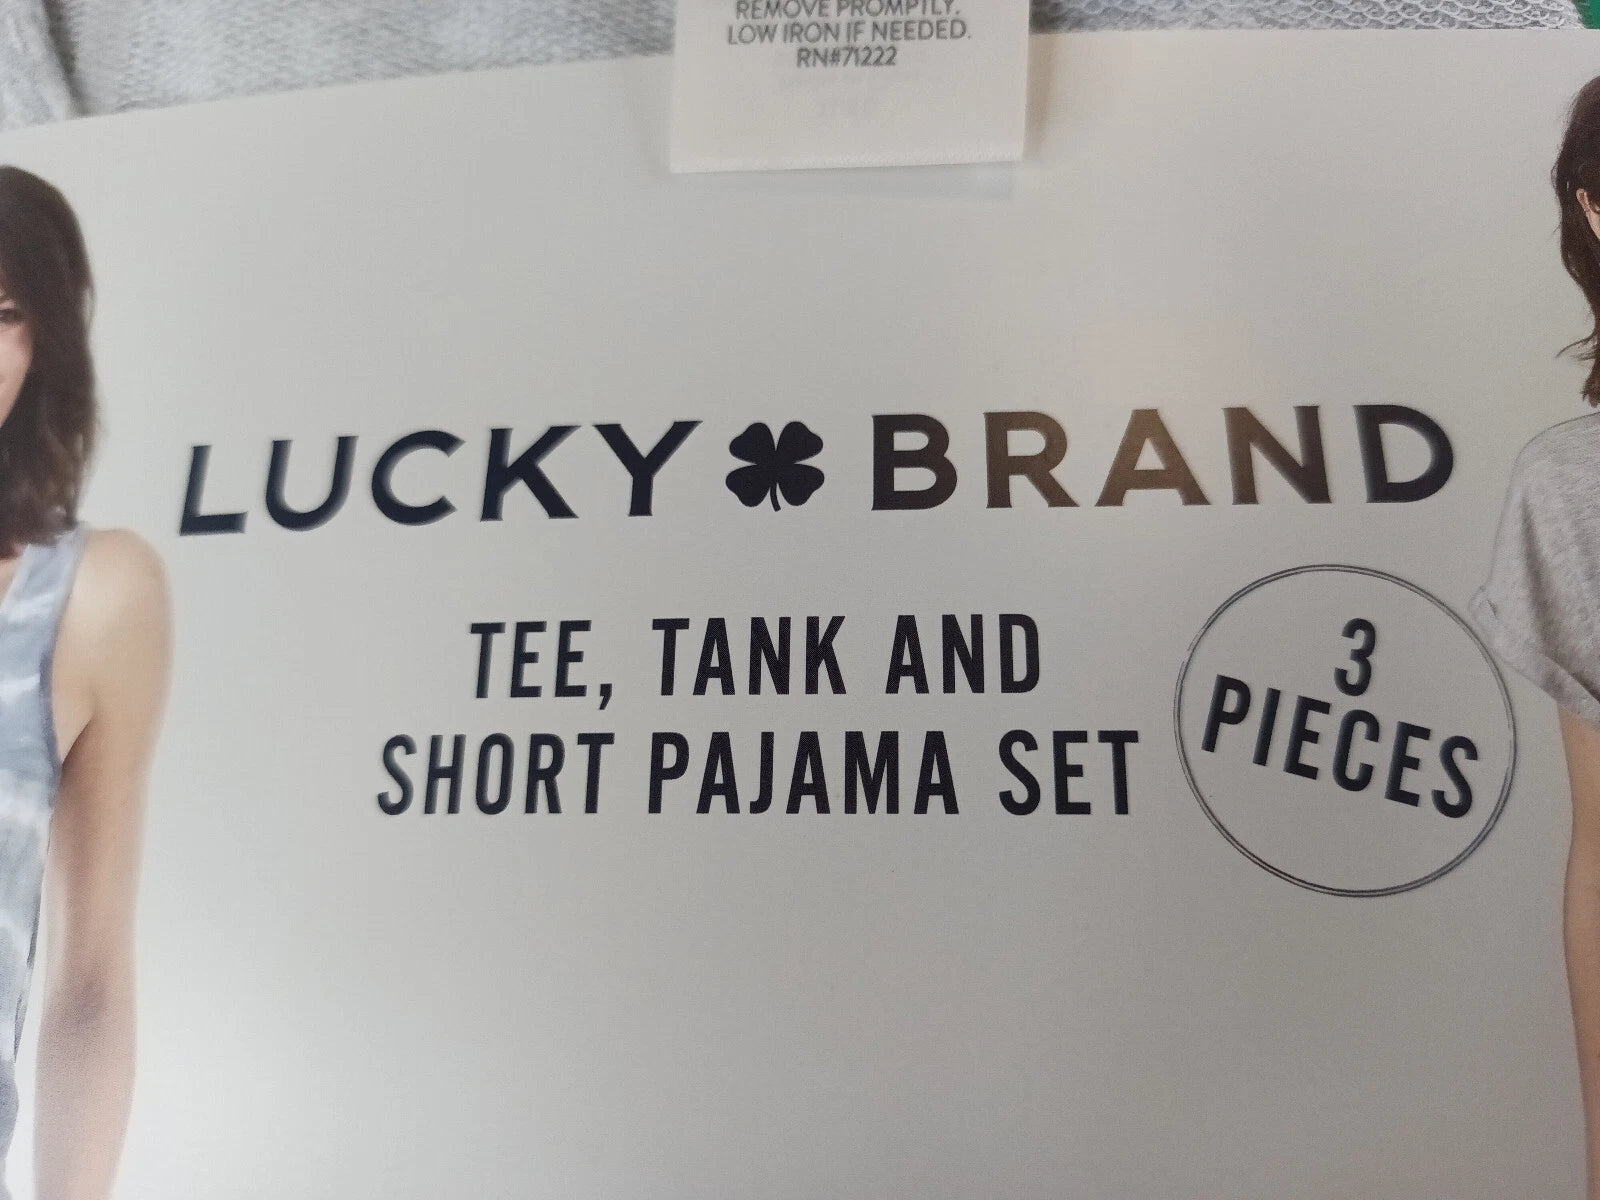 REMOVE PROMPTLY.
LOW IRON IF NEEDED.
RN#71222
LUCKY BRAND
TEE, TANK AND
SHORT PAJAMA SET
3
PIECES